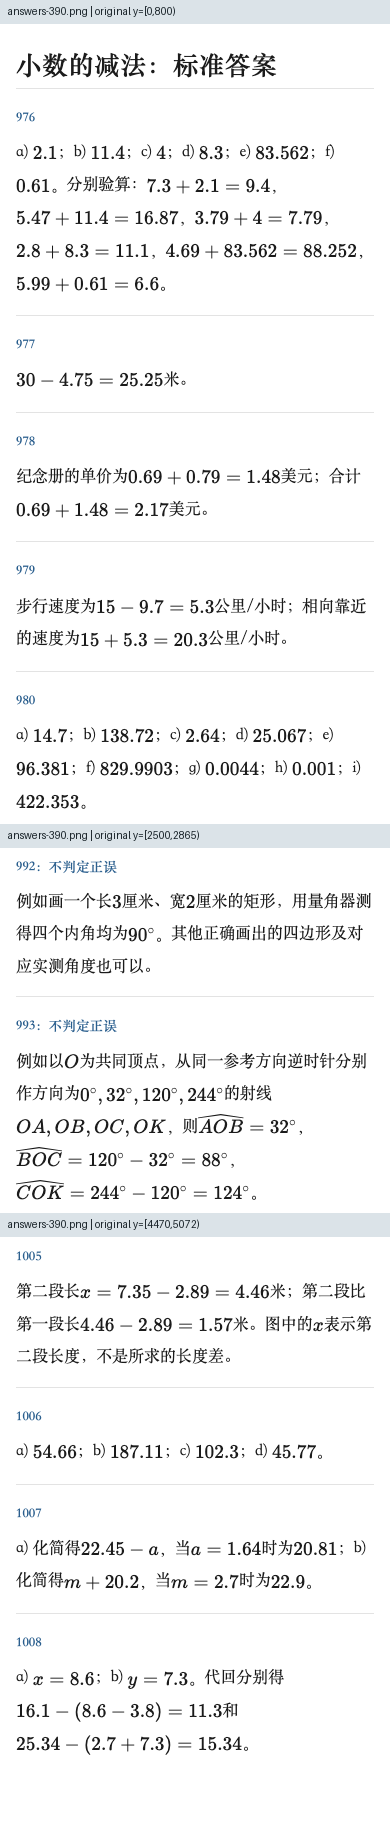 answers-390.png | original y=[0,800)
小数的减法：标准答案
976
a) 2.1；b) 11.4；c) 4；d) 8.3；e) 83.562；f)
0.61。分别验算：7.3 + 2.1 = 9.4，
5.47 + 11.4 = 16.87，3.79 + 4 = 7.79，
2.8 + 8.3 = 11.1，4.69 + 83.562 = 88.252，
5.99 + 0.61 = 6.6。
977
30 − 4.75 = 25.25米。
978
纪念册的单价为0.69 + 0.79 = 1.48美元；合计
0.69 + 1.48 = 2.17美元。
979
步行速度为15 − 9.7 = 5.3公里/小时；相向靠近
的速度为15 + 5.3 = 20.3公里/小时。
980
a) 14.7；b) 138.72；c) 2.64；d) 25.067；e)
96.381；f) 829.9903；g) 0.0044；h) 0.001；i)
422.353。
answers-390.png | original y=[2500,2865)
992：不判定正误
例如画一个长3厘米、宽2厘米的矩形，用量角器测
得四个内角均为90°。其他正确画出的四边形及对
应实测角度也可以。
993：不判定正误
例如以O为共同顶点，从同一参考方向逆时针分别
作方向为0°, 32°, 120°, 244°的射线
OA, OB, OC, OK，则\widehat{AOB} = 32°，
\widehat{BOC} = 120° − 32° = 88°，
\widehat{COK} = 244° − 120° = 124°。
answers-390.png | original y=[4470,5072)
1005
第二段长x = 7.35 − 2.89 = 4.46米；第二段比
第一段长4.46 − 2.89 = 1.57米。图中的x表示第
二段长度，不是所求的长度差。
1006
a) 54.66；b) 187.11；c) 102.3；d) 45.77。
1007
a) 化简得22.45 − a，当a = 1.64时为20.81；b)
化简得m + 20.2，当m = 2.7时为22.9。
1008
a) x = 8.6；b) y = 7.3。代回分别得
16.1 − (8.6 − 3.8) = 11.3和
25.34 − (2.7 + 7.3) = 15.34。